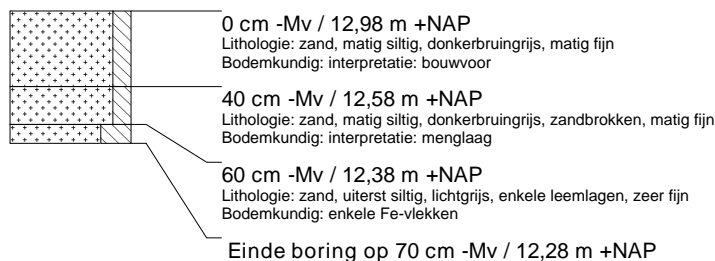 0 cm -Mv / 12,98 m +NAP
Lithologie: zand, matig siltig, donkerbruingrijs, matig fijn
Bodemkundig: interpretatie: bouwvoor
40 cm -Mv / 12,58 m +NAP
Lithologie: zand, matig siltig, donkerbruingrijs, zandbrokken, matig fijn
Bodemkundig: interpretatie: menglaag
60 cm -Mv / 12,38 m +NAP
Lithologie: zand, uiterst siltig, lichtgrijs, enkele leemlagen, zeer fijn
Bodemkundig: enkele Fe-vlekken
Einde boring op 70 cm -Mv / 12,28 m +NAP